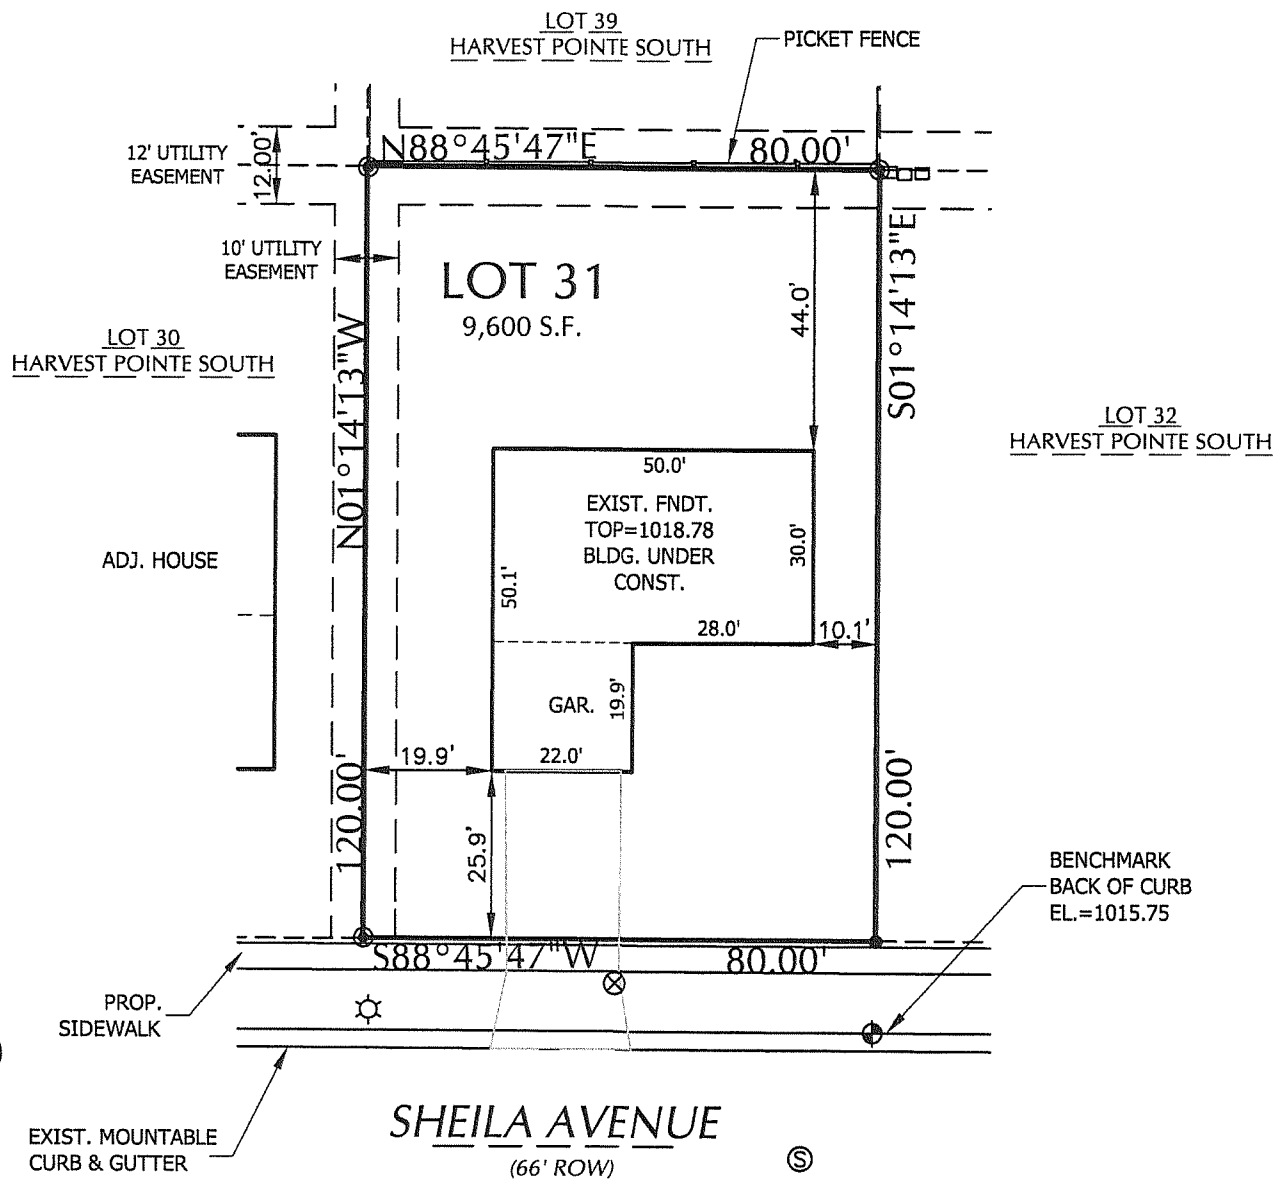 LOT 39
HARVEST POINTE SOUTH
PICKET FENCE
N88°45'47"E
80.00'
12' UTILITY
EASEMENT
12.00'
10' UTILITY
EASEMENT
LOT 31
9,600 S.F.
44.0'
S01°14'13"E
LOT 30
HARVEST POINTE SOUTH
N01°14'13"W
LOT 32
HARVEST POINTE SOUTH
50.0'
EXIST. FNDT.
TOP=1018.78
BLDG. UNDER
CONST.
30.0'
50.1'
ADJ. HOUSE
28.0'
10.1'
GAR.
19.9'
19.9'
22.0'
120.00'
120.00'
25.9'
BENCHMARK
BACK OF CURB
EL.=1015.75
S88°45'47"W
80.00'
PROP.
SIDEWALK
EXIST. MOUNTABLE
CURB & GUTTER
SHEILA AVENUE
(66' ROW)
S